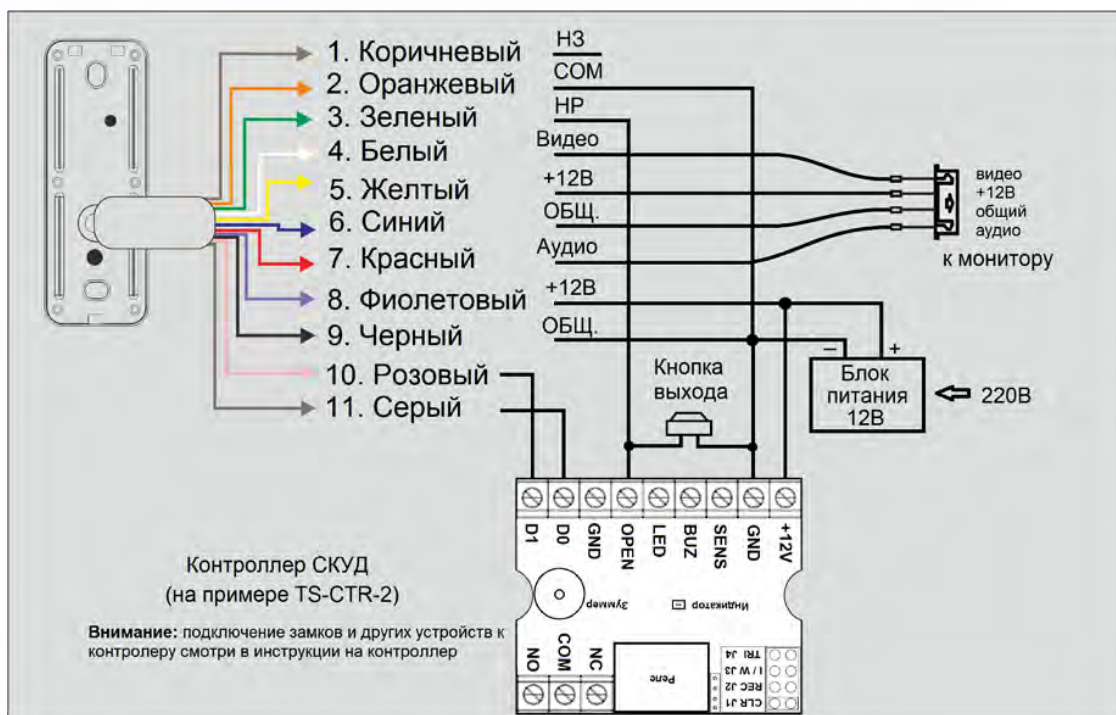 1. Коричневый
2. Оранжевый
3. Зеленый
4. Белый
5. Желтый
6. Синий
7. Красный
8. Фиолетовый
9. Черный
10. Розовый
11. Серый
НЗ
COM
НР
Видео
+12В
ОБЩ.
Аудио
+12В
ОБЩ.
видео
+12В
общий
аудио
к монитору
– +
Блок
питания
12В
220В
Кнопка
выхода
D1
D0
GND
OPEN
LED
BUZ
SENS
GND
+12V
Зуммер
Индикатор
Контроллер СКУД
(на примере TS-CTR-2)
Внимание: подключение замков и других устройств к
контролеру смотри в инструкции на контроллер
NO
COM
NC
Реле
TRI J4
I / W J3
REC J2
CLR J1